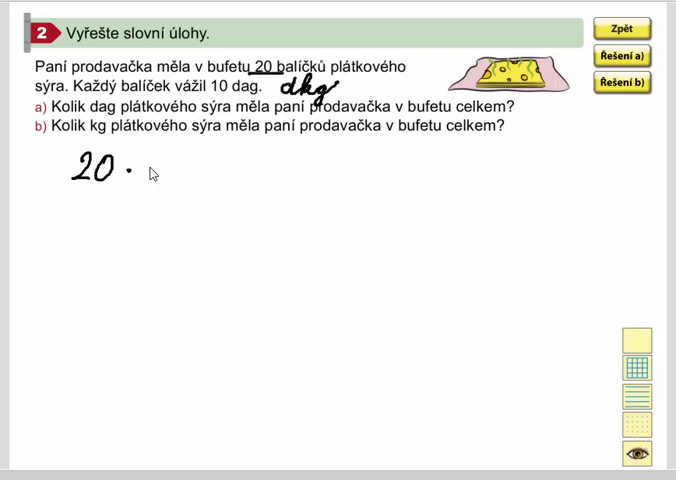 2 Vyřešte slovní úlohy.
Zpět
Řešení a)
Řešení b)
Paní prodavačka měla v bufetu 20 balíčků plátkového
sýra. Každý balíček vážil 10 dag. dkg
a) Kolik dag plátkového sýra měla paní prodavačka v bufetu celkem?
b) Kolik kg plátkového sýra měla paní prodavačka v bufetu celkem?
20 ·